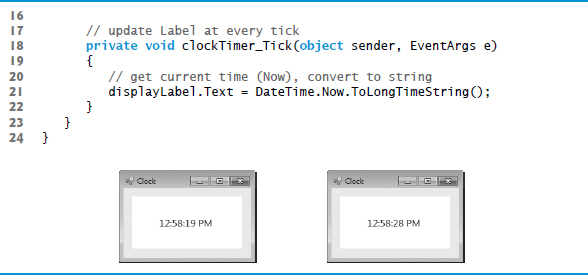 16
17 // update Label at every tick
18 private void clockTimer_Tick(object sender, EventArgs e)
19 {
20 // get current time (Now), convert to string
21 displayLabel.Text = DateTime.Now.ToLongTimeString();
22 }
23 }
24 }
Clock Clock
12:58:19 PM 12:58:28 PM